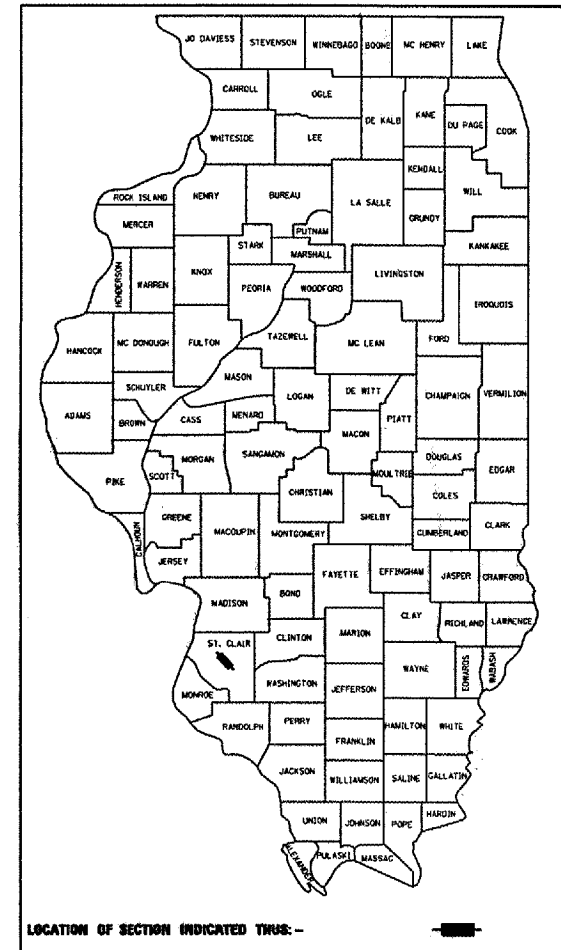 JO DAVIESS STEVENSON WINNEBAGO BOONE MC HENRY LAKE
CARROLL OGLE DE KALB KANE DU PAGE COOK
WHITESIDE LEE
KENDALL WILL
ROCK ISLAND HENRY BUREAU LA SALLE GRUNDY
MERCER PUTNAM
STARK MARSHALL KANKAKEE
HENDERSON WARREN KNOX PEORIA WOODFORD LIVINGSTON IROQUOIS
HANCOCK MC DONOUGH FULTON TAZEWELL MC LEAN FORD
MASON
SCHUYLER LOGAN DE WITT CHAMPAIGN VERMILION
ADAMS BROWN CASS MENARD MACON PIATT
MORGAN SANGAMON DOUGLAS
PIKE SCOTT CHRISTIAN MOULTRIE COLES EDGAR
GREENE MACOUPIN SHELBY
CALHOUN MONTGOMERY CUMBERLAND CLARK
JERSEY FAYETTE EFFINGHAM JASPER CRAWFORD
MADISON BOND
CLAY RICHLAND LAWRENCE
ST. CLAIR CLINTON MARION
WAYNE EDWARDS WABASH
MONROE WASHINGTON JEFFERSON
RANDOLPH PERRY HAMILTON WHITE
FRANKLIN
JACKSON WILLIAMSON SALINE GALLATIN
UNION JOHNSON POPE HARDIN
ALEXANDER PULASKI MASSAC
LOCATION OF SECTION INDICATED THUS: -